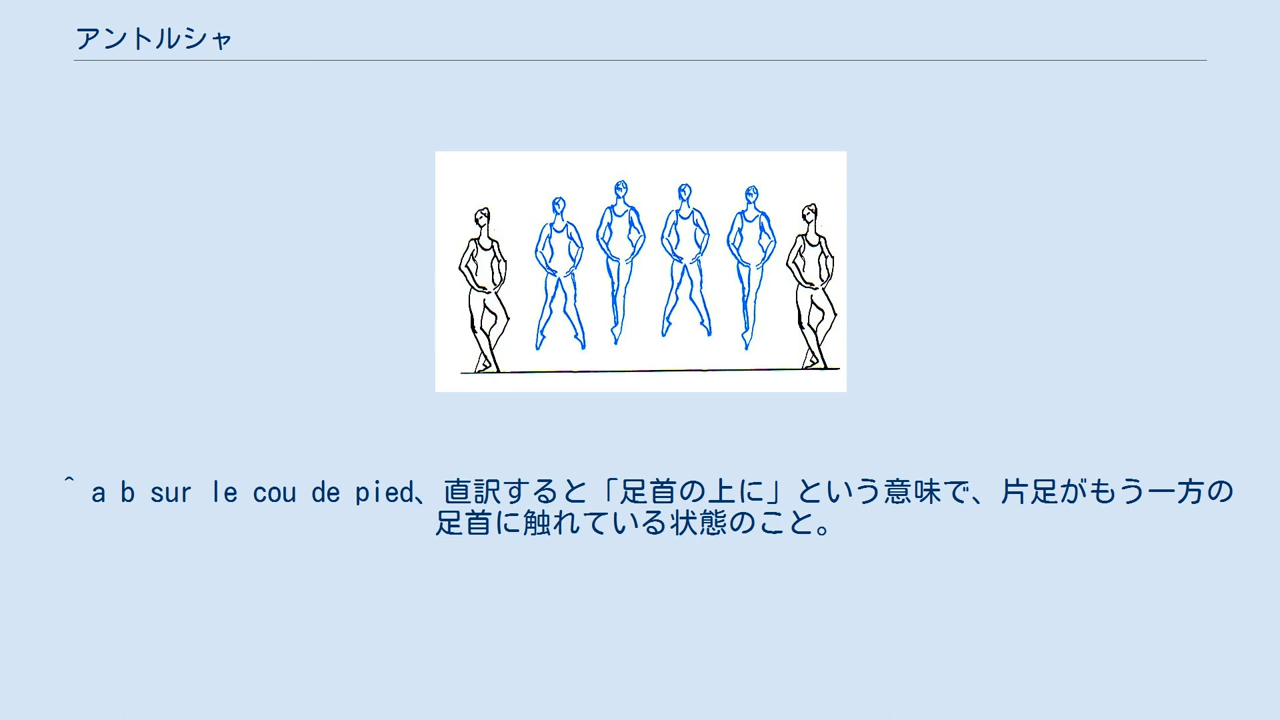 アントルシャ
^ a b sur le cou de pied、直訳すると「足首の上に」という意味で、片足がもう一方の
足首に触れている状態のこと。